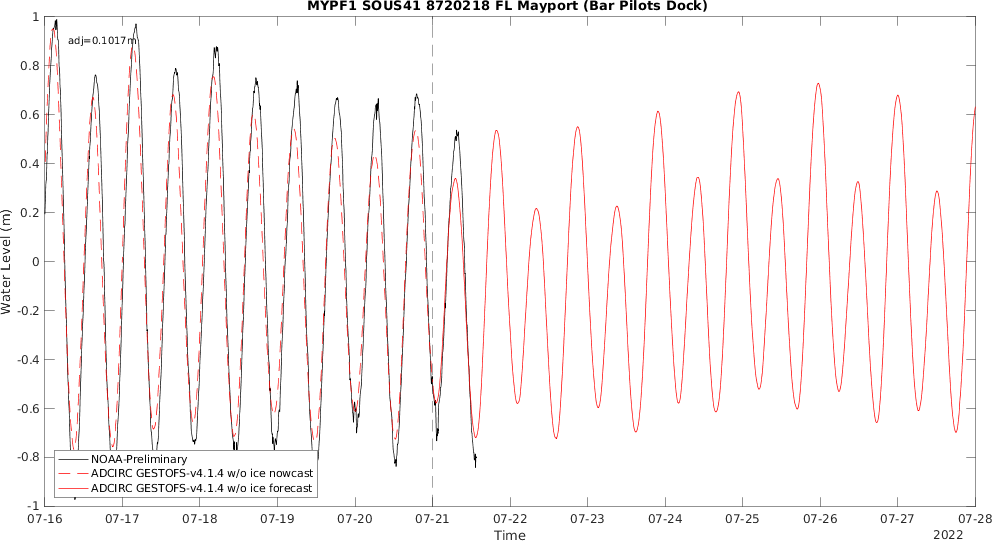 MYPF1 SOUS41 8720218 FL Mayport (Bar Pilots Dock)
adj=0.1017m
Water Level (m)
1
0.8
0.6
0.4
0.2
0
-0.2
-0.4
-0.6
-0.8
-1
NOAA-Preliminary
ADCIRC GESTOFS-v4.1.4 w/o ice nowcast
ADCIRC GESTOFS-v4.1.4 w/o ice forecast
07-16 07-17 07-18 07-19 07-20 07-21 07-22 07-23 07-24 07-25 07-26 07-27 07-28
Time
2022